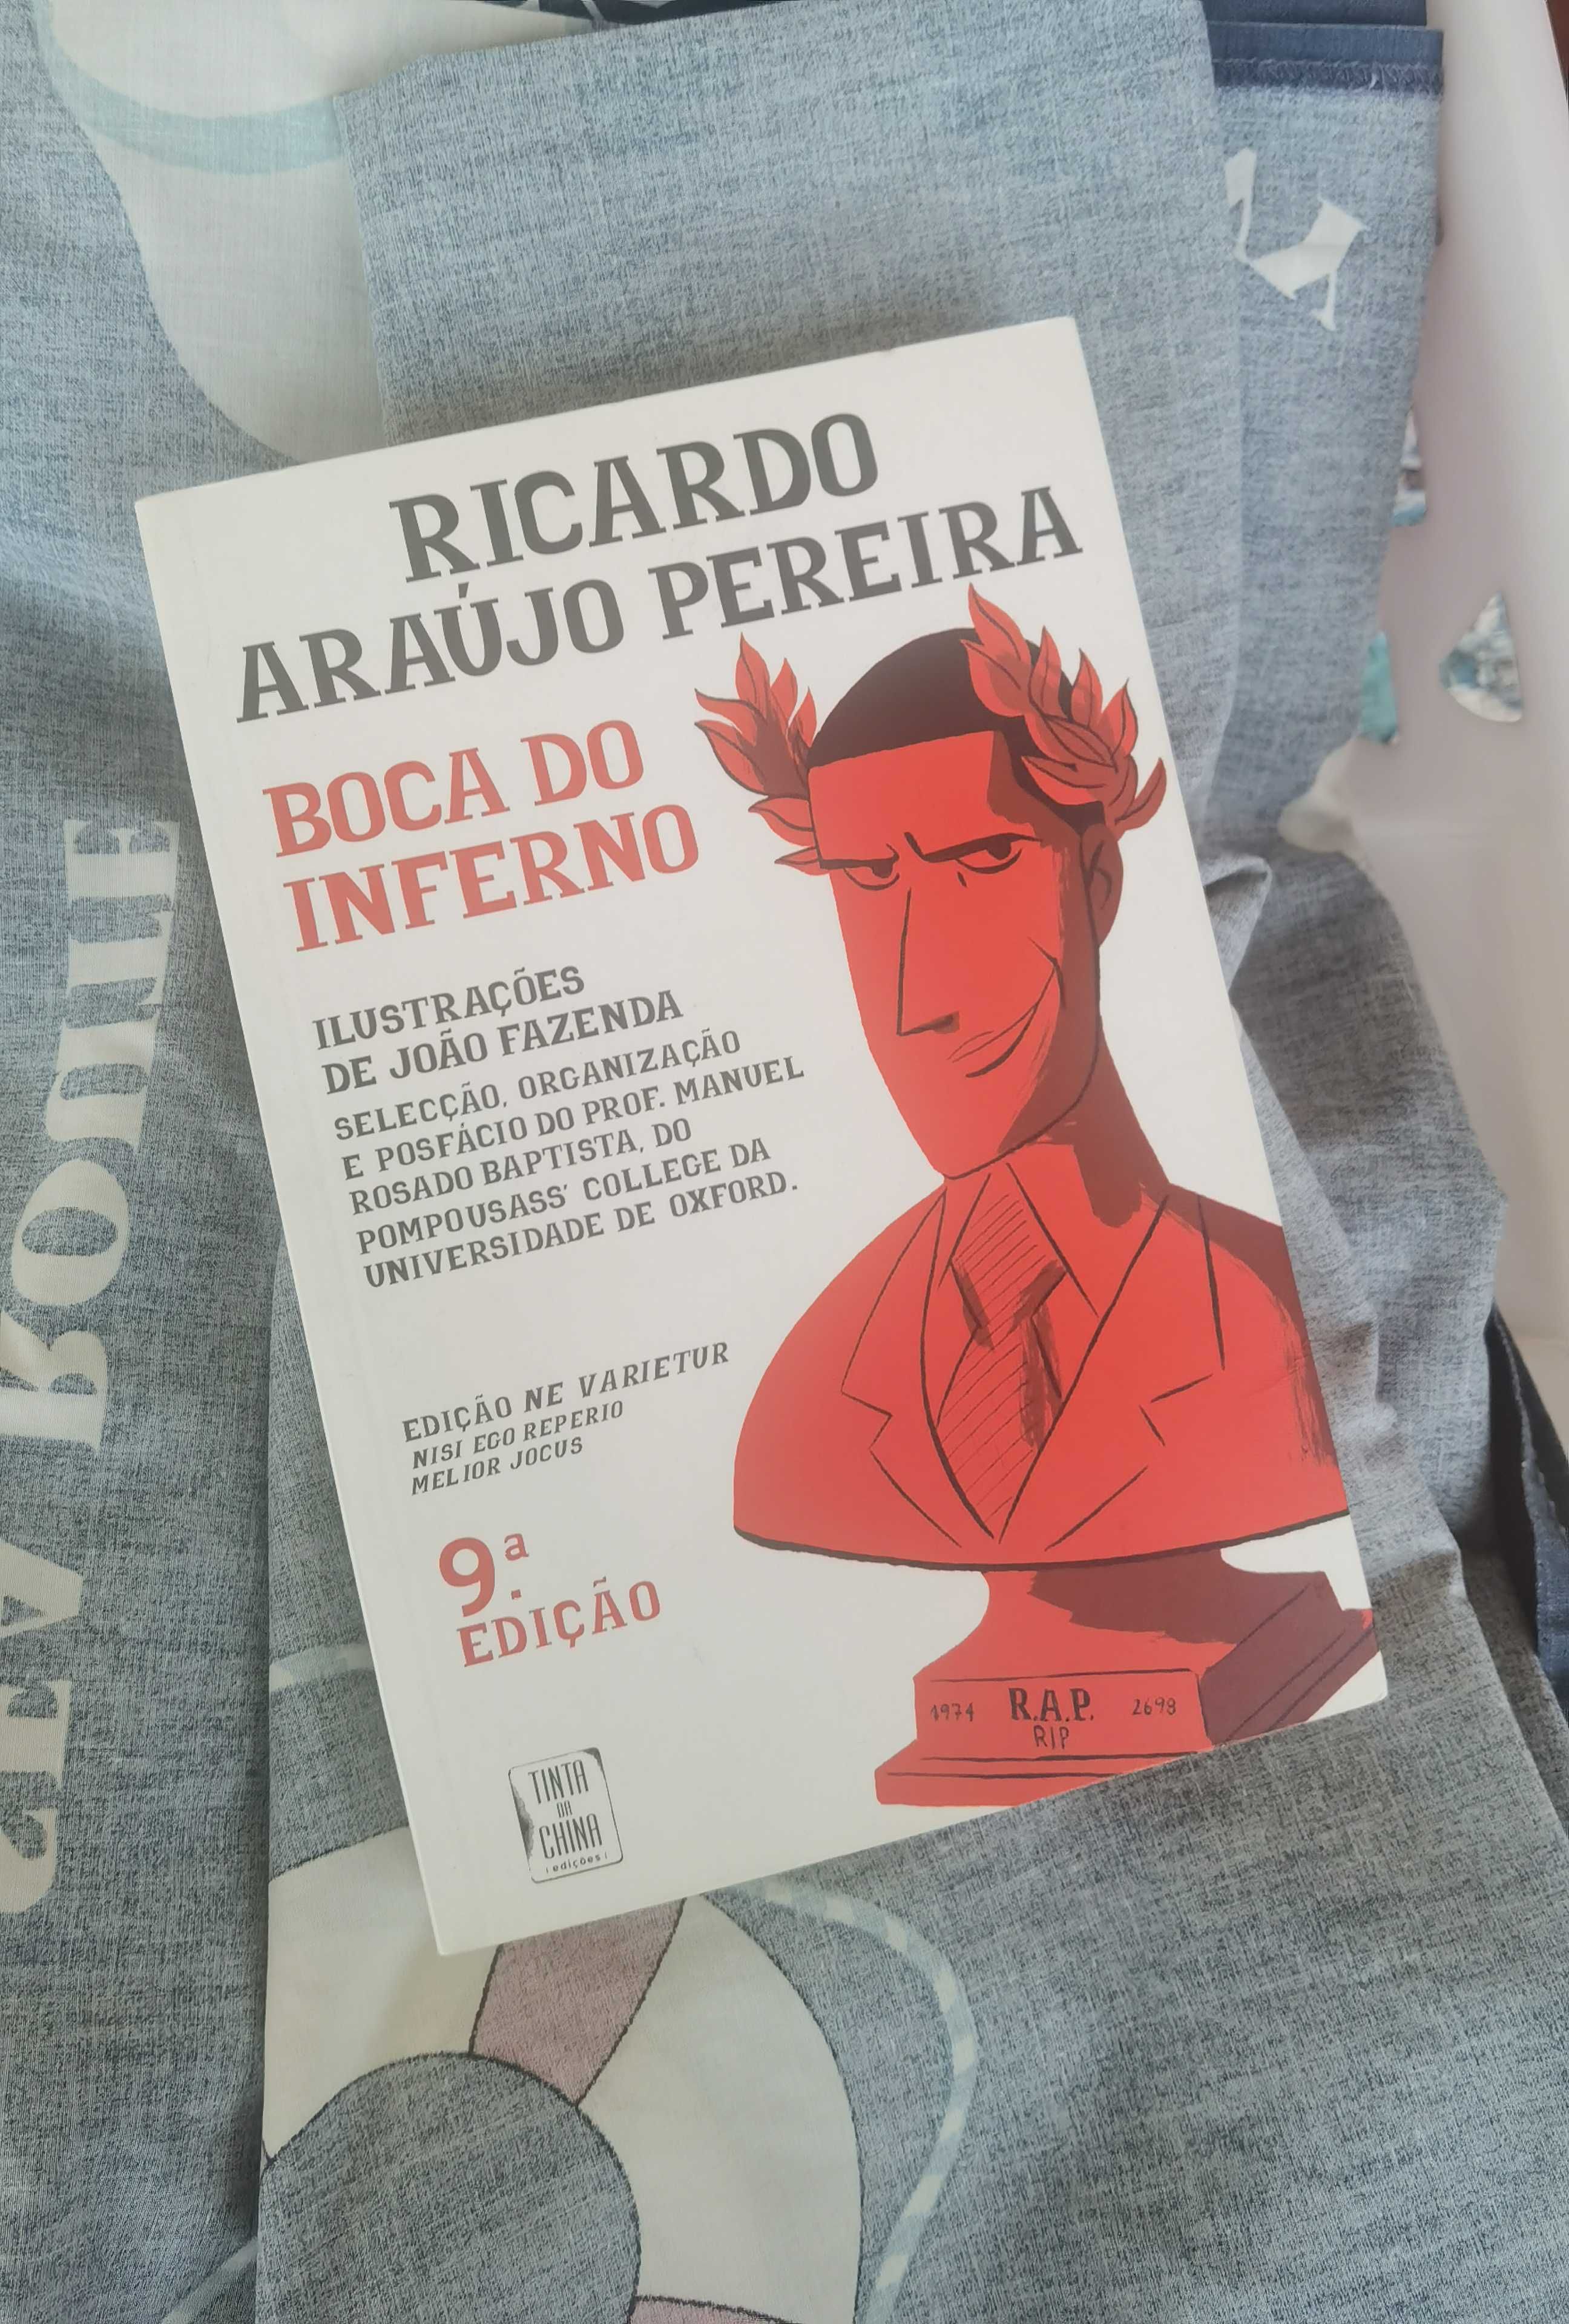 RICARDO
ARAÚJO PEREIRA
BOCA DO
INFERNO
ILUSTRAÇÕES
DE JOÃO FAZENDA
SELECÇÃO, ORGANIZAÇÃO
E POSFÁCIO DO PROF. MANUEL
ROSADO BAPTISTA, DO
POMPOUSASS' COLLEGE DA
UNIVERSIDADE DE OXFORD.
EDIÇÃO NE VARIETUR
NISI EGO REPERIO
MELIOR JOCUS
9.ª
EDIÇÃO
1974 R.A.P. 2698
RIP
TINTA
DA
CHINA
edições